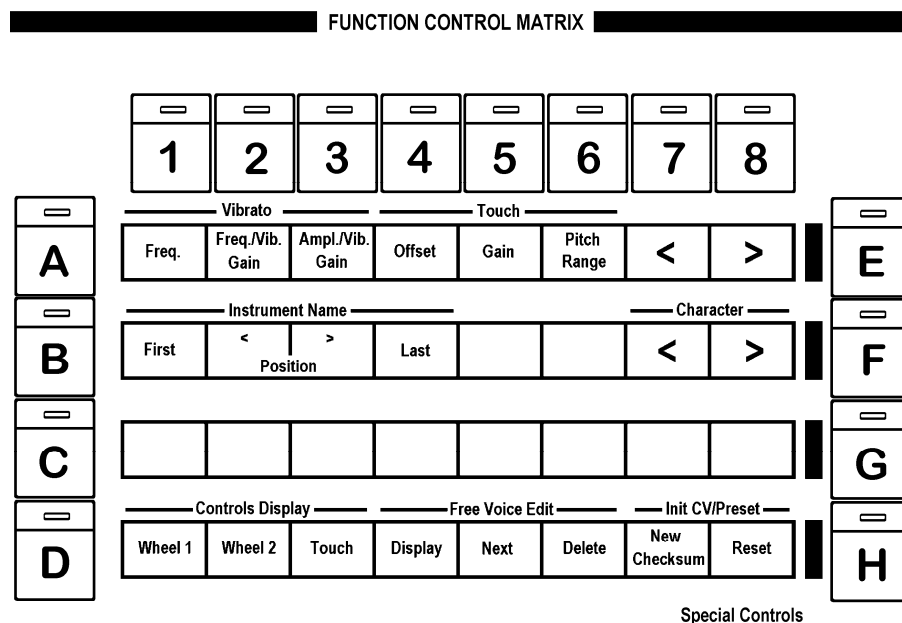 FUNCTION CONTROL MATRIX
1 2 3 4 5 6 7 8
Vibrato Touch
A Freq. Freq./Vib. Gain Ampl./Vib. Gain Offset Gain Pitch Range < > E
Instrument Name Character
B First < > Position Last < > F
C G
Controls Display Free Voice Edit Init CV/Preset
D Wheel 1 Wheel 2 Touch Display Next Delete New Checksum Reset H
Special Controls